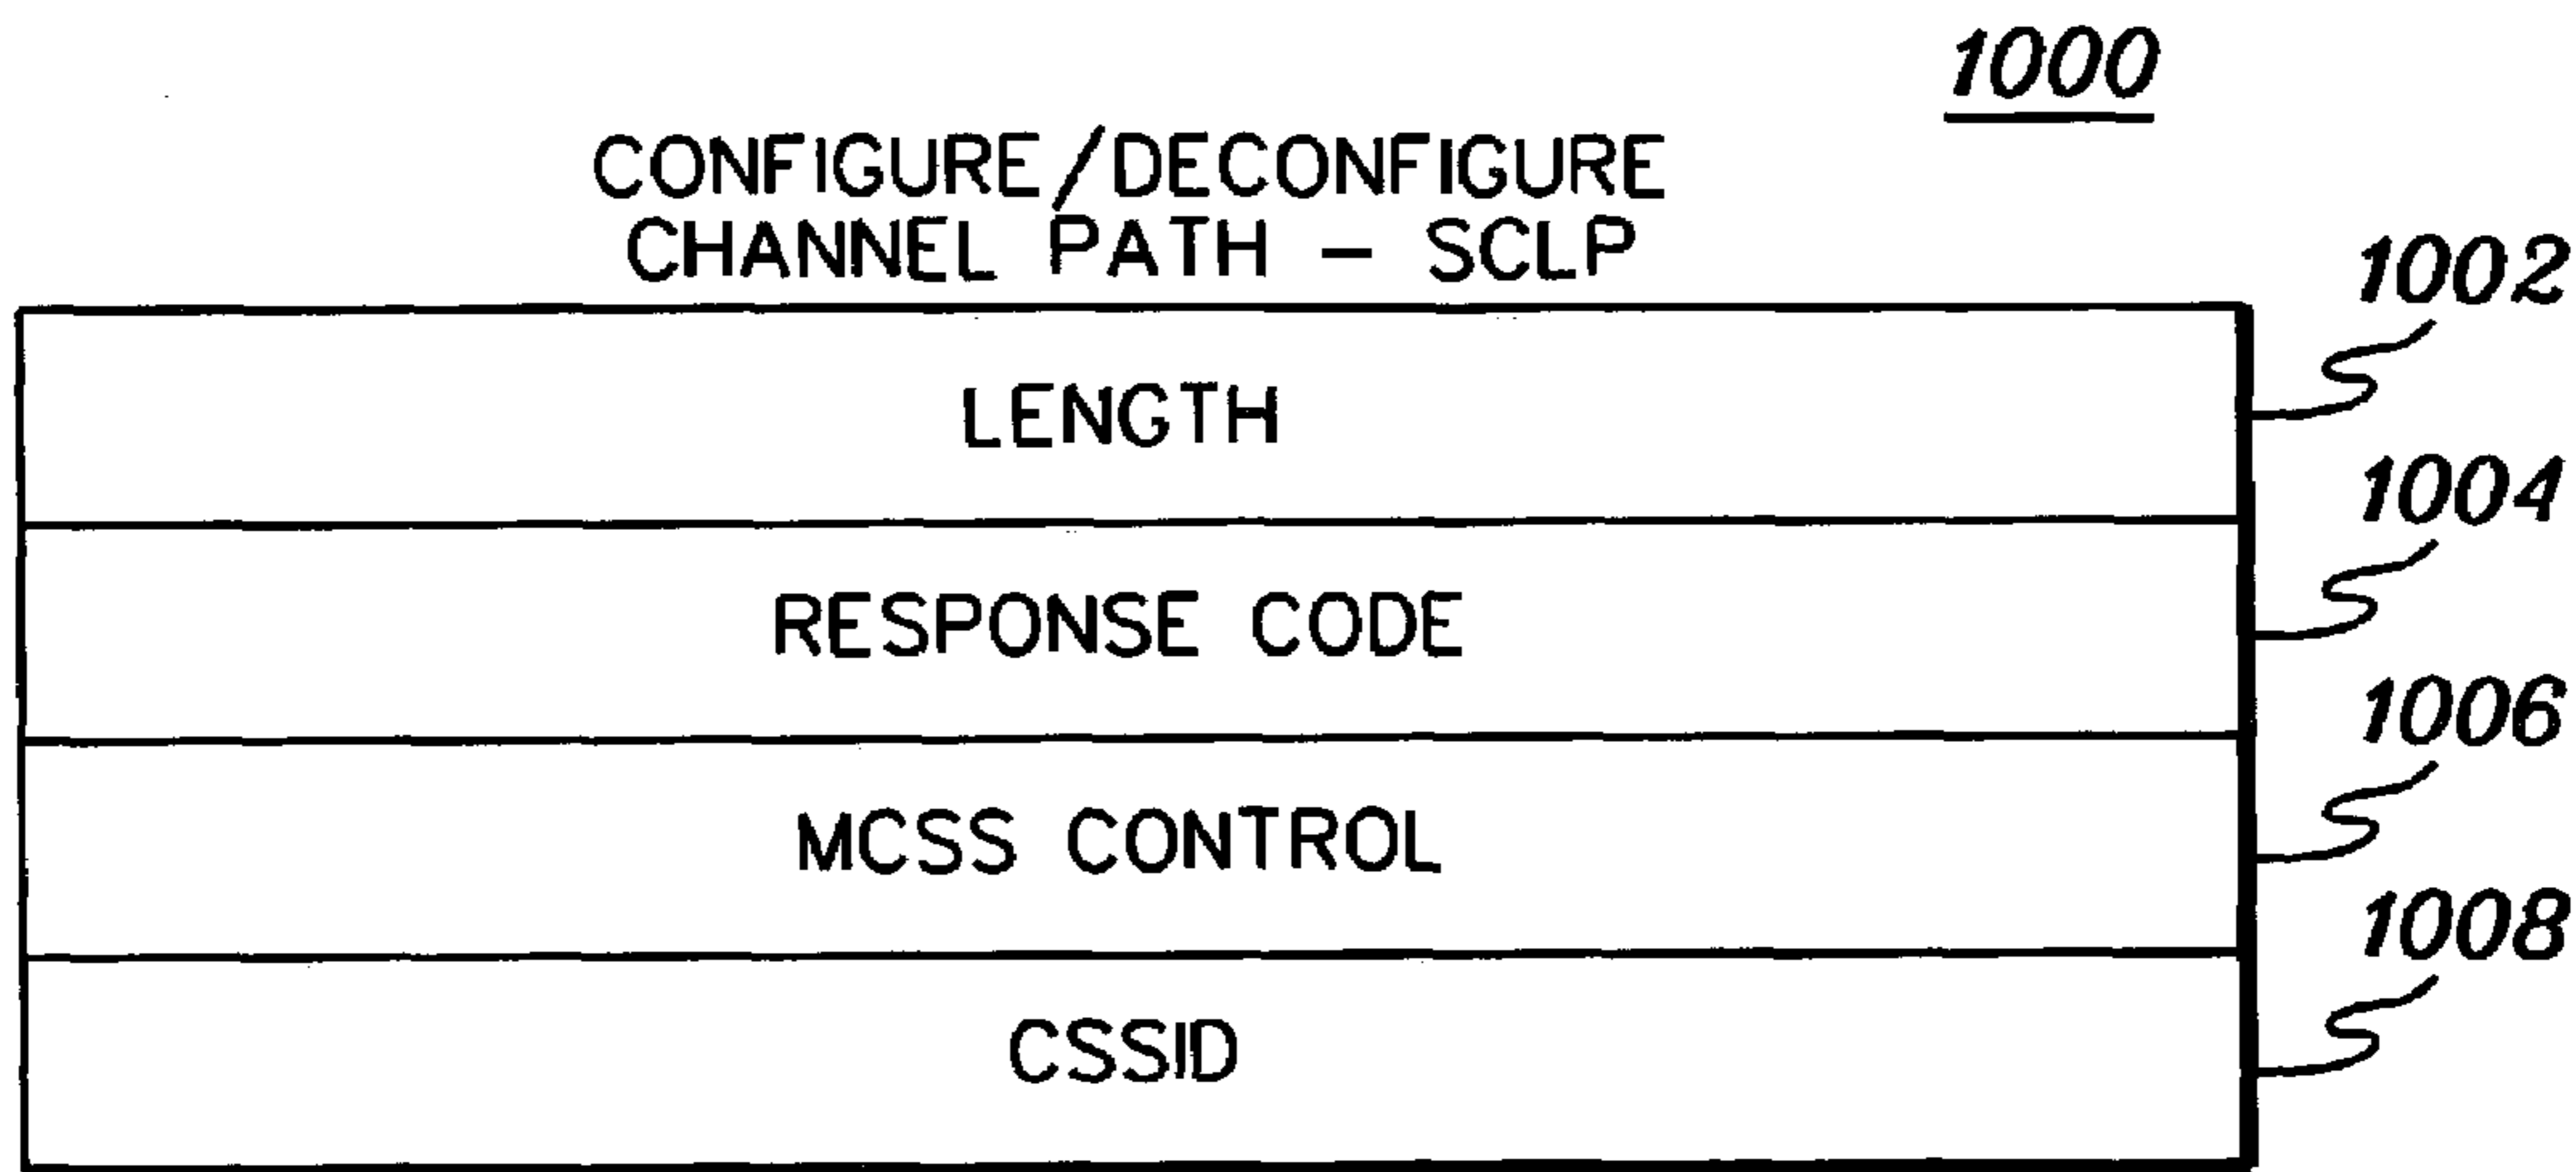 1000
CONFIGURE/DECONFIGURE
CHANNEL PATH – SCLP
1002
LENGTH
1004
RESPONSE CODE
1006
MCSS CONTROL
1008
CSSID